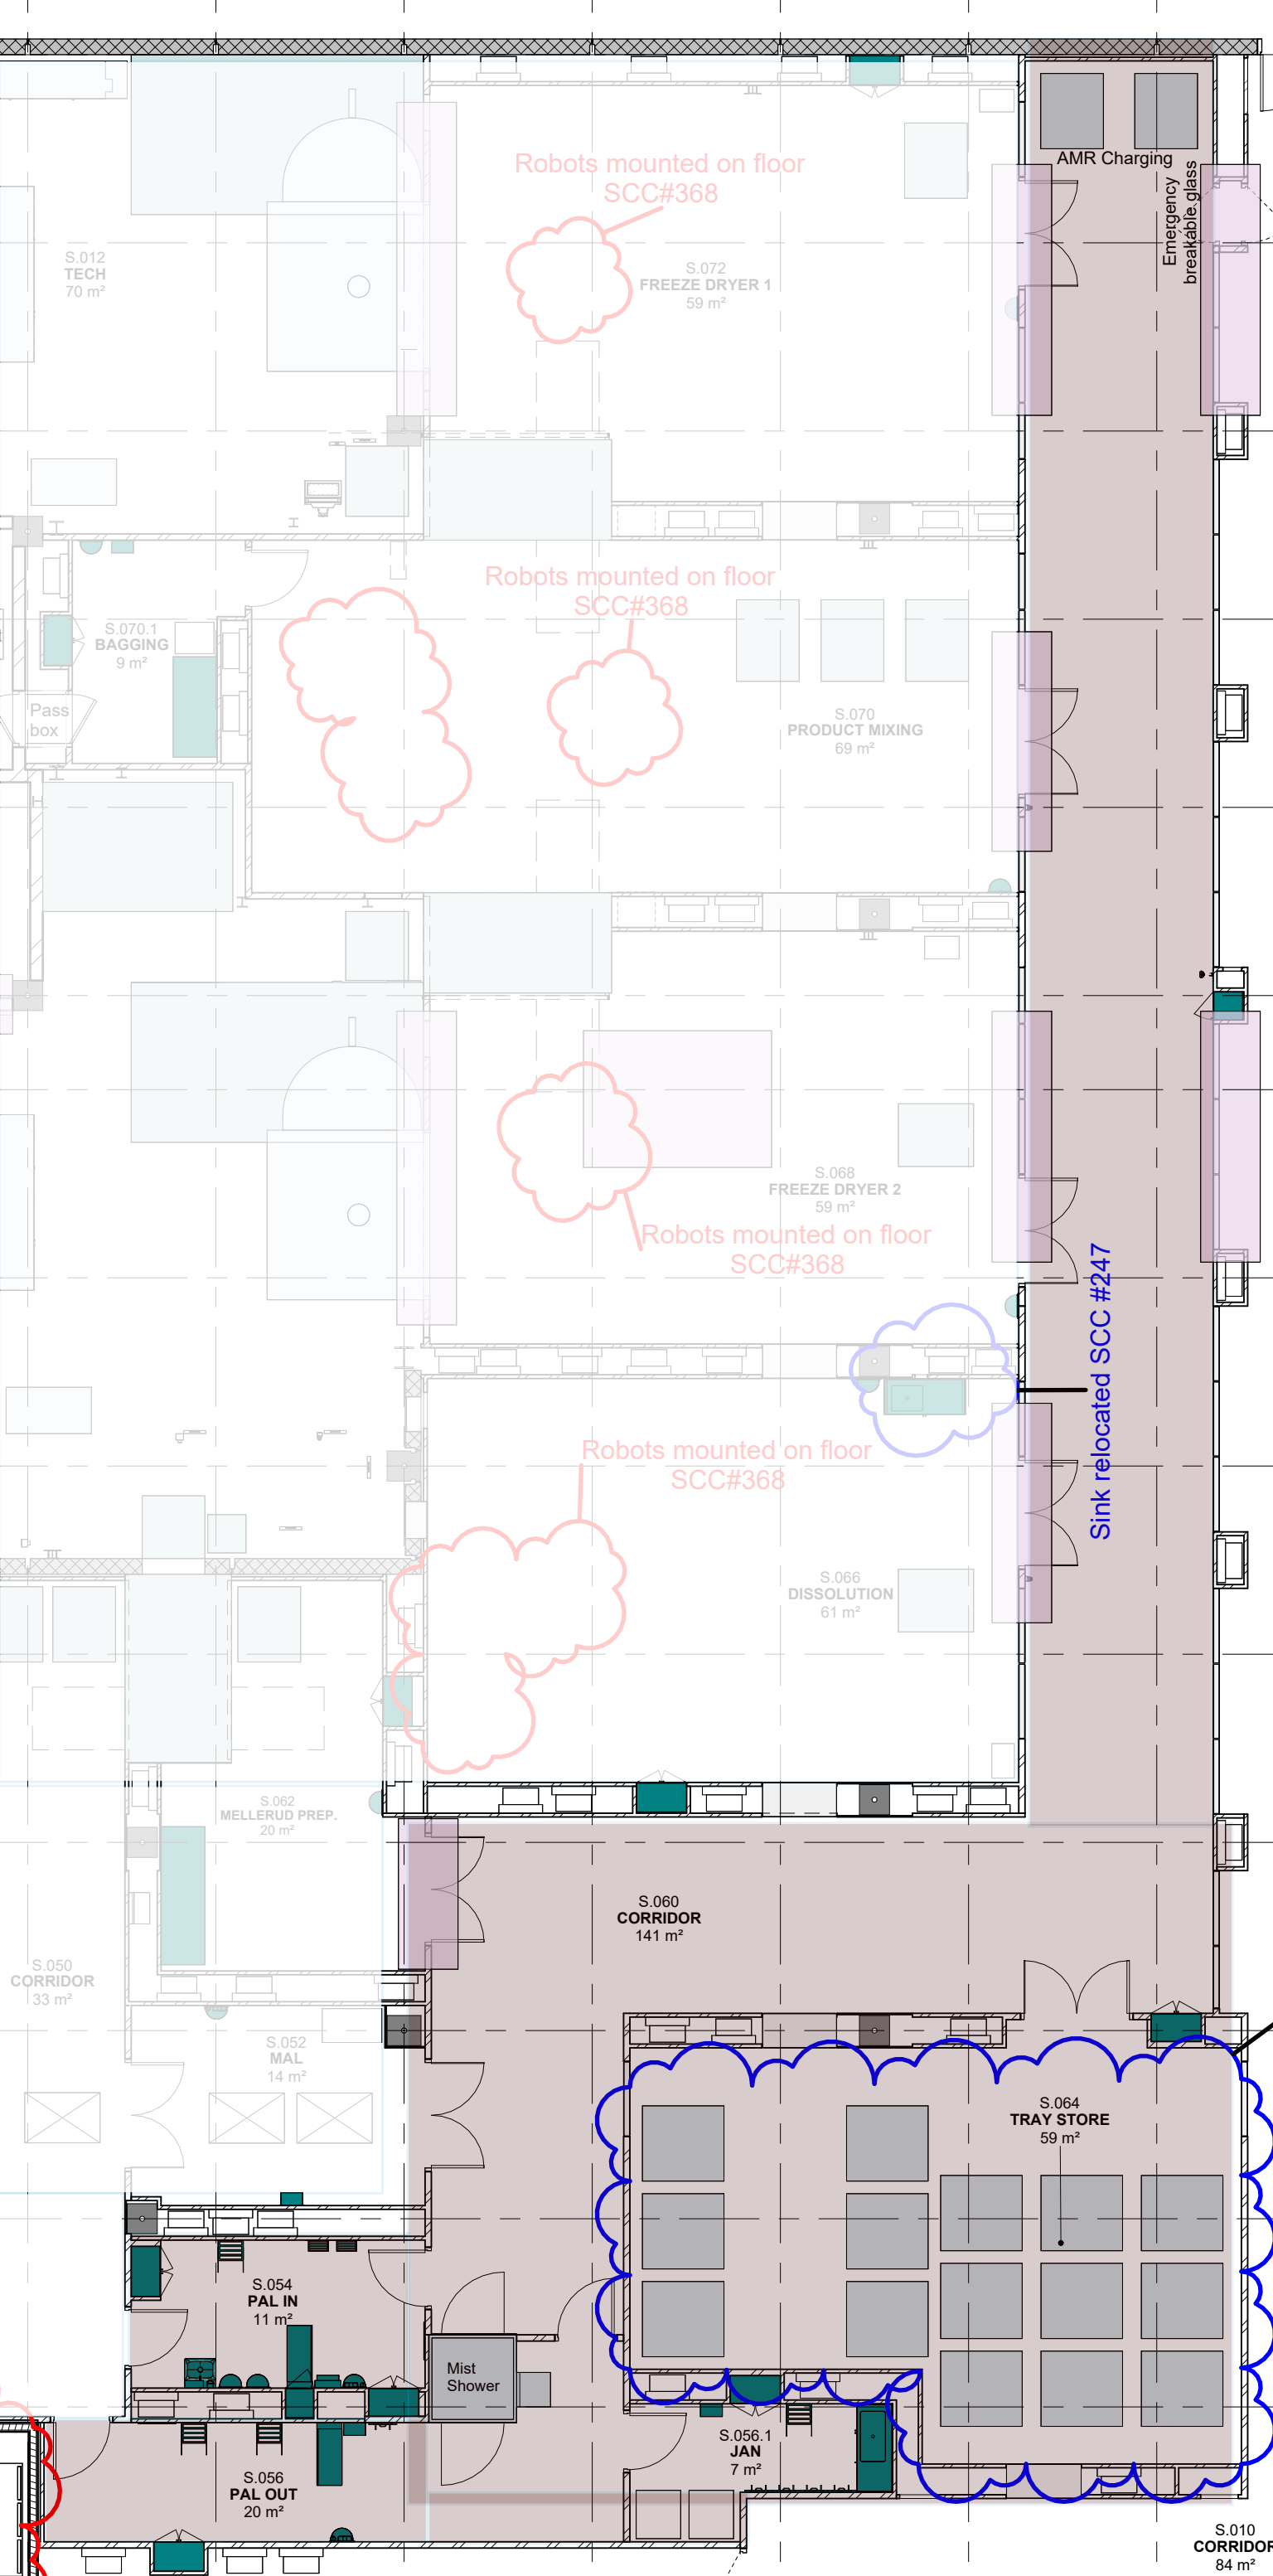 AMR Charging
Emergency
breakable glass
Robots mounted on floor
SCC#368
S.012
TECH
70 m²
S.072
FREEZE DRYER 1
59 m²
Robots mounted on floor
SCC#368
S.070.1
BAGGING
9 m²
Pass
box
S.070
PRODUCT MIXING
69 m²
S.068
FREEZE DRYER 2
59 m²
Robots mounted on floor
SCC#368
Sink relocated SCC #247
Robots mounted on floor
SCC#368
S.066
DISSOLUTION
61 m²
S.062
MELLERUD PREP.
20 m²
S.060
CORRIDOR
141 m²
S.050
CORRIDOR
33 m²
S.052
MAL
14 m²
S.064
TRAY STORE
59 m²
S.054
PAL IN
11 m²
Mist
Shower
S.056.1
JAN
7 m²
S.056
PAL OUT
20 m²
S.010
CORRIDOR
84 m²